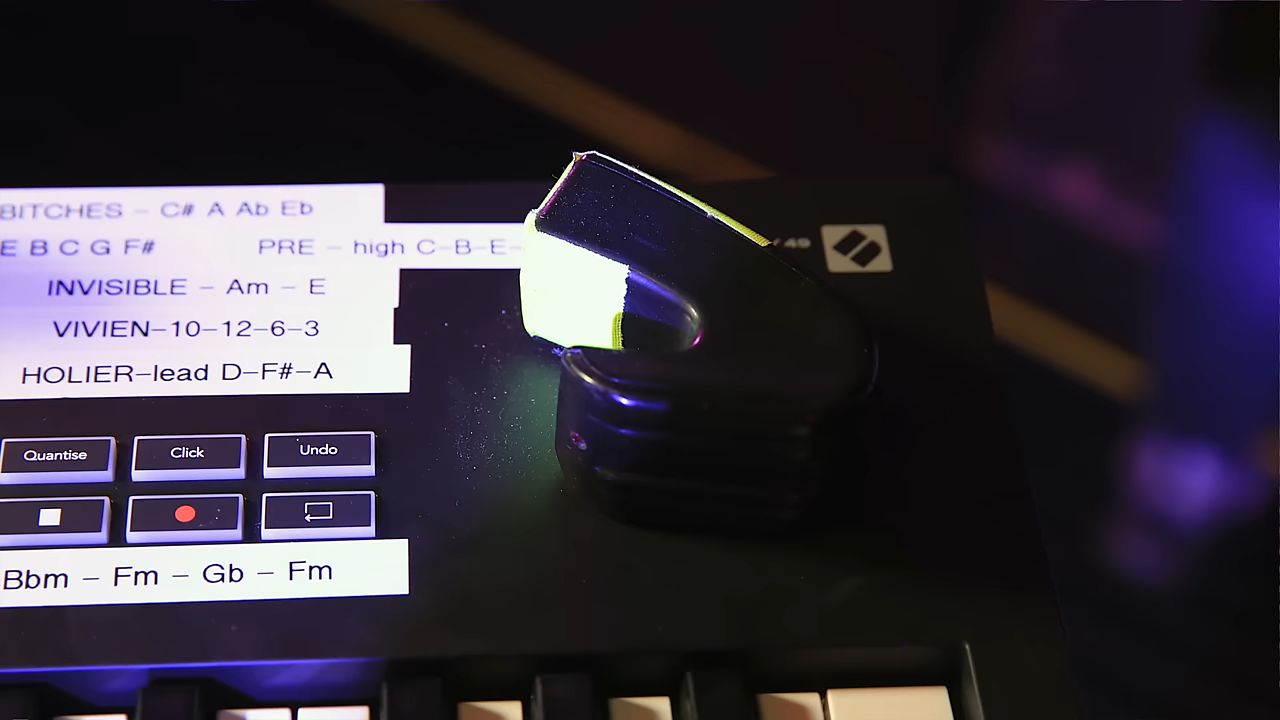 BITCHES - C# A Ab Eb
E B C G F# PRE - high C-B-E-
INVISIBLE - Am - E
VIVIEN-10-12-6-3
HOLIER-lead D-F#-A
49
Quantise Click Undo
Bbm - Fm - Gb - Fm